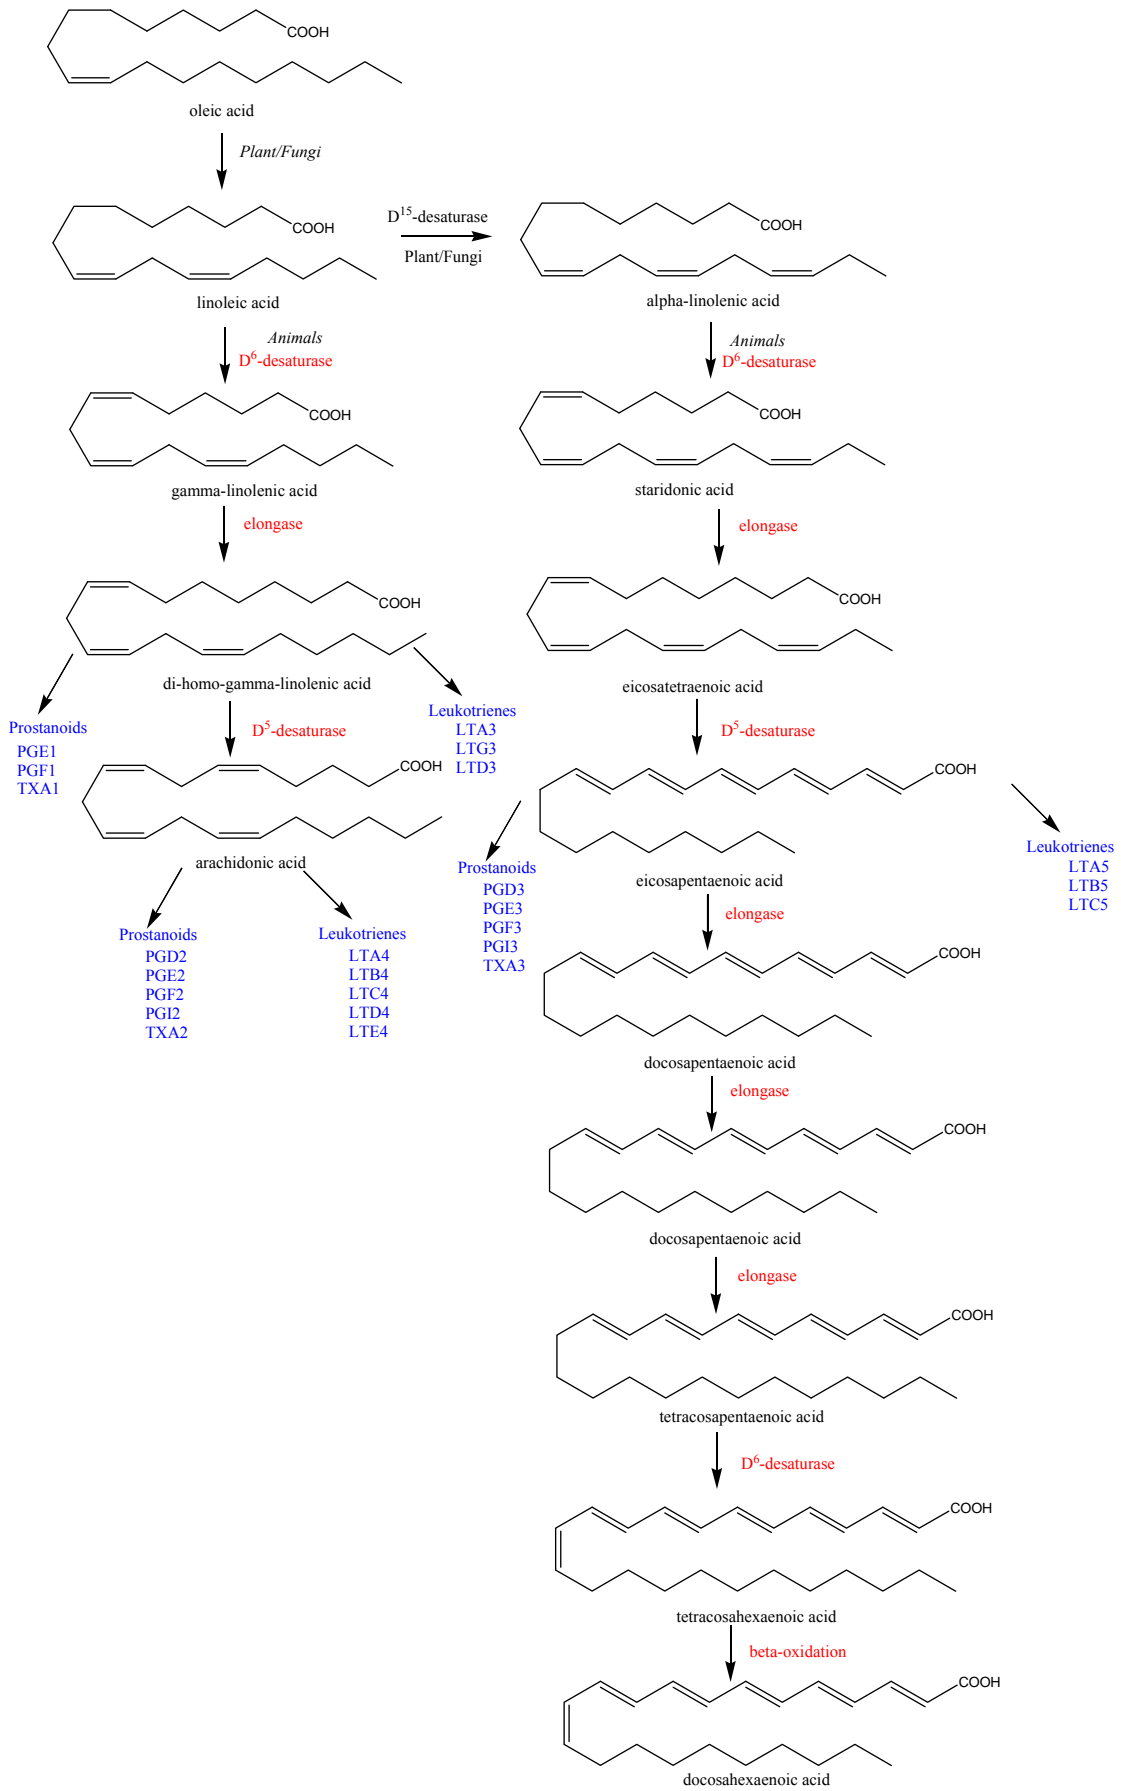 COOH
oleic acid
Plant/Fungi
COOH
linoleic acid
D15-desaturase
Plant/Fungi
COOH
alpha-linolenic acid
Animals
D6-desaturase
Animals
D6-desaturase
COOH
gamma-linolenic acid
COOH
staridonic acid
elongase
elongase
COOH
di-homo-gamma-linolenic acid
COOH
eicosatetraenoic acid
Prostanoids
PGE1
PGF1
TXA1
D5-desaturase
Leukotrienes
LTA3
LTG3
LTD3
D5-desaturase
COOH
arachidonic acid
COOH
eicosapentaenoic acid
Prostanoids
PGD2
PGE2
PGF2
PGI2
TXA2
Leukotrienes
LTA4
LTB4
LTC4
LTD4
LTE4
Prostanoids
PGD3
PGE3
PGF3
PGI3
TXA3
Leukotrienes
LTA5
LTB5
LTC5
elongase
COOH
docosapentaenoic acid
elongase
COOH
docosapentaenoic acid
elongase
COOH
tetracosapentaenoic acid
D6-desaturase
COOH
tetracosahexaenoic acid
beta-oxidation
COOH
docosahexaenoic acid